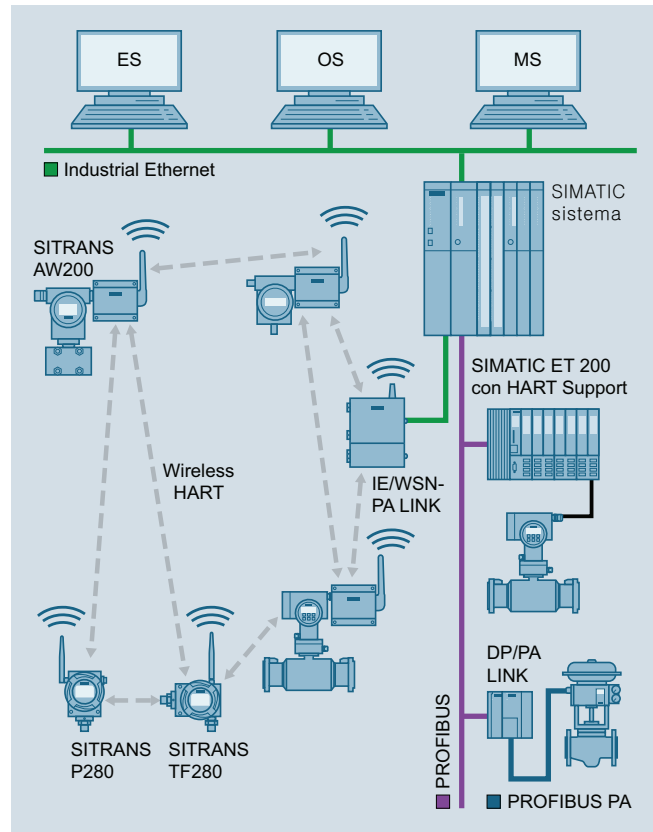 ES
OS
MS
Industrial Ethernet
SIMATIC
sistema
SITRANS
AW200
SIMATIC ET 200
con HART Support
Wireless
HART
IE/WSN-
PA LINK
DP/PA
LINK
SITRANS
P280
SITRANS
TF280
PROFIBUS
PROFIBUS PA